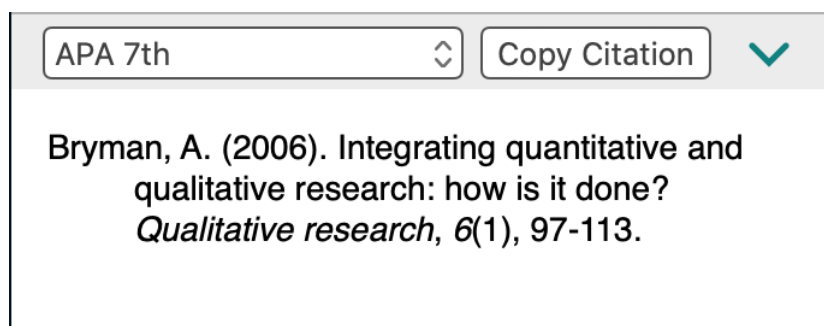 APA 7th
Copy Citation
Bryman, A. (2006). Integrating quantitative and
qualitative research: how is it done?
Qualitative research, 6(1), 97-113.